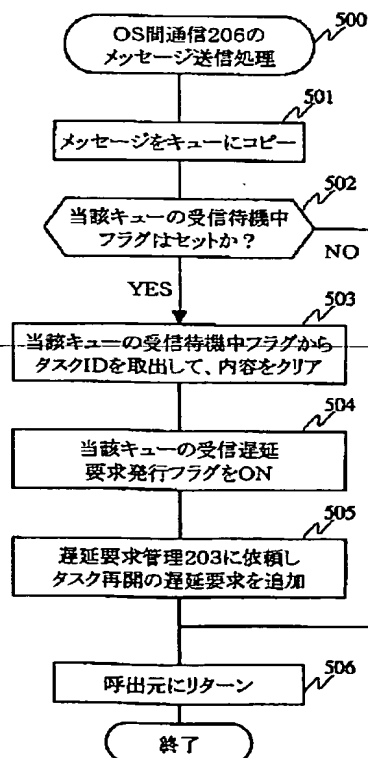 OS間通信206の
メッセージ送信処理
500
501
メッセージをキューにコピー
502
当該キューの受信待機中
フラグはセットか?
NO
YES
503
当該キューの受信待機中フラグから
タスクIDを取出して、内容をクリア
504
当該キューの受信遅延
要求発行フラグをON
505
遅延要求管理203に依頼し
タスク再開の遅延要求を追加
506
呼出元にリターン
終了